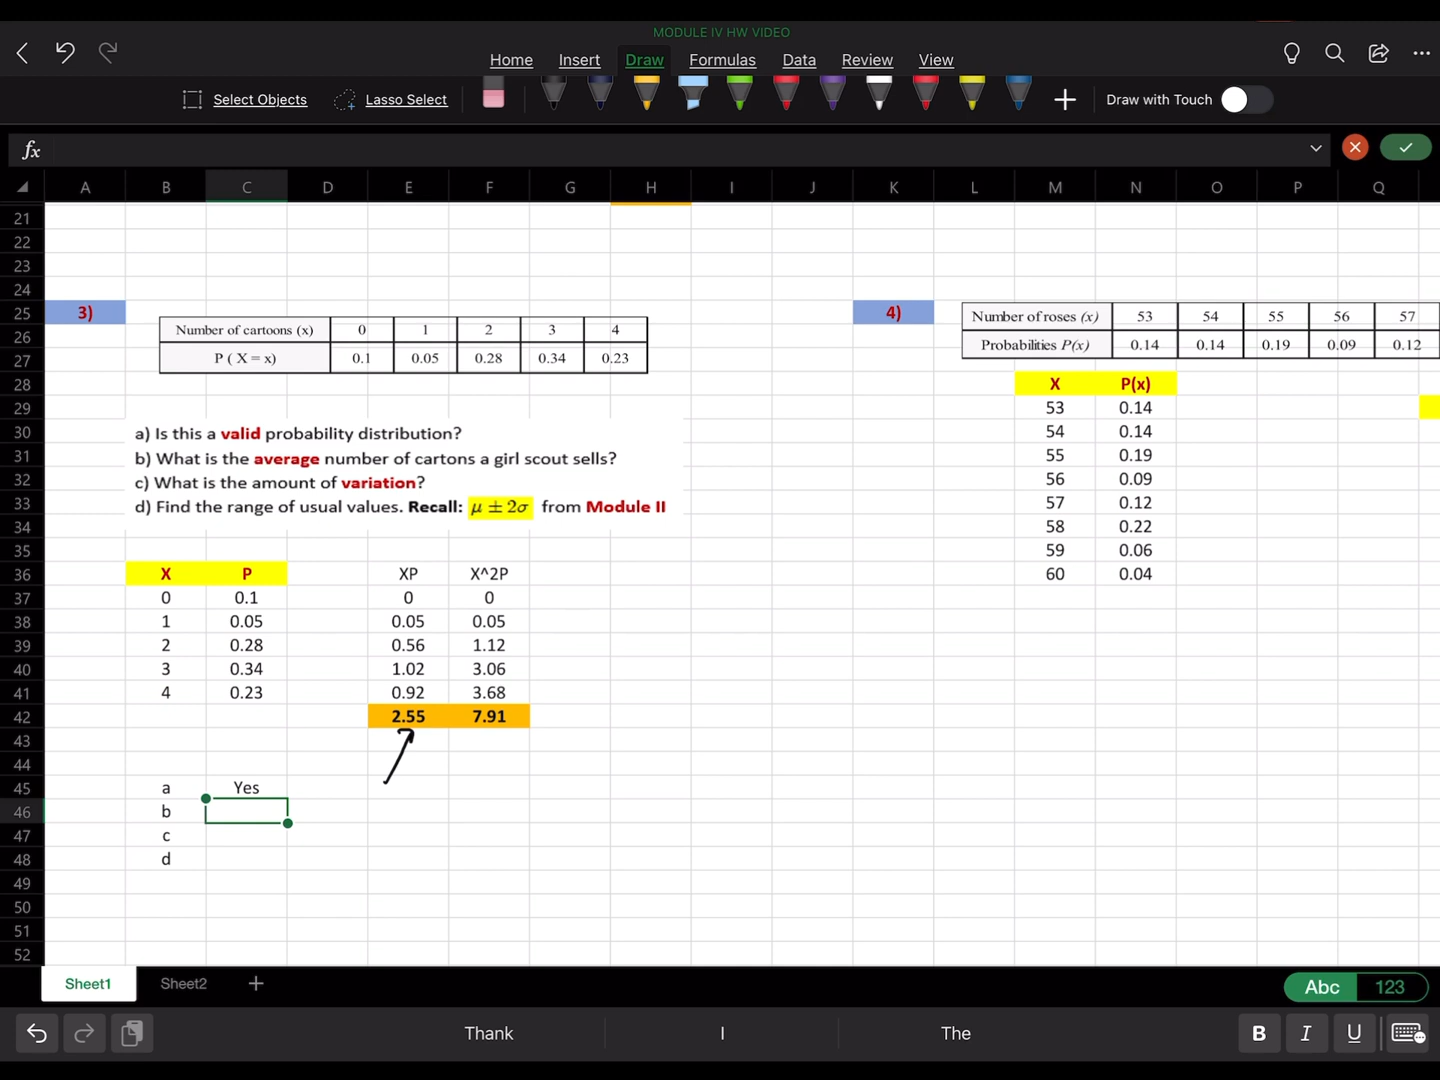 MODULE IV HW VIDEO
Home Insert Draw Formulas Data Review View
Select Objects Lasso Select Draw with Touch
fx
A B C D E F G H I J K L M N O P Q
21
22
23
24
25 3) 4) Number of roses (x) 53 54 55 56 57
26 Number of cartoons (x) 0 1 2 3 4 Probabilities P(x) 0.14 0.14 0.19 0.09 0.12
27 P ( X = x) 0.1 0.05 0.28 0.34 0.23
28 X P(x)
29 53 0.14
30 a) Is this a valid probability distribution? 54 0.14
31 b) What is the average number of cartons a girl scout sells? 55 0.19
32 c) What is the amount of variation? 56 0.09
33 d) Find the range of usual values. Recall: μ ± 2σ from Module II 57 0.12
34 58 0.22
35 59 0.06
36 X P XP X^2P 60 0.04
37 0 0.1 0 0
38 1 0.05 0.05 0.05
39 2 0.28 0.56 1.12
40 3 0.34 1.02 3.06
41 4 0.23 0.92 3.68
42 2.55 7.91
43
44
45 a Yes
46 b
47 c
48 d
49
50
51
52
Sheet1 Sheet2 + Abc 123
Thank I The B I U